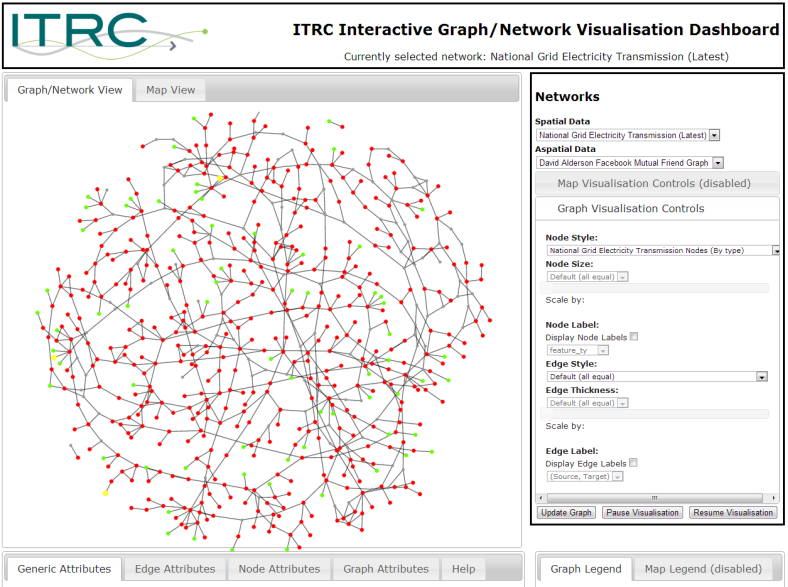 ITRC
ITRC Interactive Graph/Network Visualisation Dashboard
Currently selected network: National Grid Electricity Transmission (Latest)
Graph/Network View
Map View
Networks
Spatial Data
National Grid Electricity Transmission (Latest)
Aspatial Data
David Alderson Facebook Mutual Friend Graph
Map Visualisation Controls (disabled)
Graph Visualisation Controls
Node Style:
National Grid Electricity Transmission Nodes (By type)
Node Size:
Default (all equal)
Scale by:
Node Label:
Display Node Labels
feature_ty
Edge Style:
Default (all equal)
Edge Thickness:
Default (all equal)
Scale by:
Edge Label:
Display Edge Labels
(Source, Target)
Update Graph
Pause Visualisation
Resume Visualisation
Generic Attributes
Edge Attributes
Node Attributes
Graph Attributes
Help
Graph Legend
Map Legend (disabled)